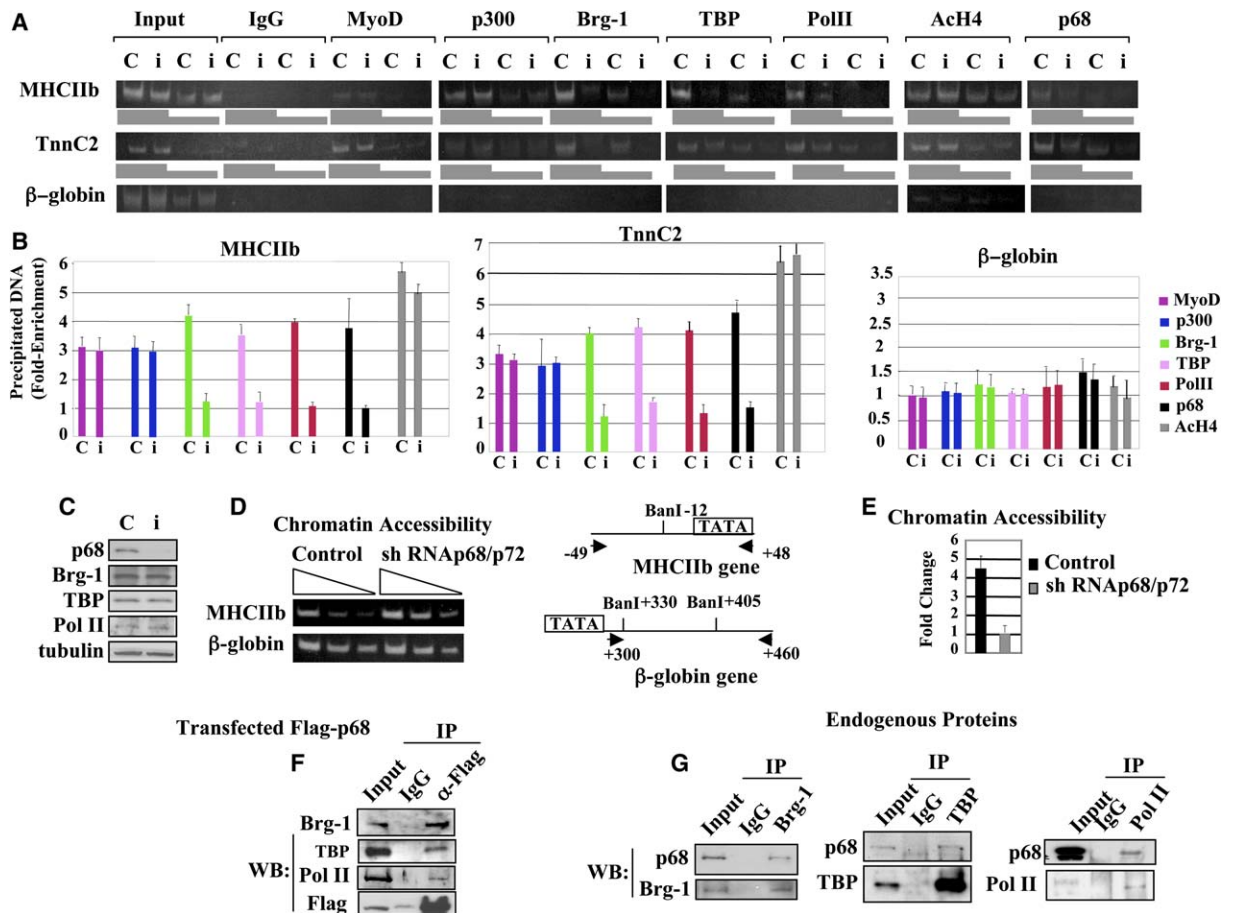 A
Input IgG MyoD p300 Brg-1 TBP PolII AcH4 p68
C i C i C i C i C i C i C i C i C i C i C i C i C i C i C i C i C i C i
MHCIIb
TnnC2
β–globin
B
MHCIIb
Precipitated DNA
(Fold-Enrichment)
6
5
4
3
2
1
0
C i C i C i C i C i C i C i
TnnC2
7
6
5
4
3
2
1
0
C i C i C i C i C i C i C i
β–globin
3.5
3
2.5
2
1.5
1
0.5
0
C i C i C i C i C i C i C i
MyoD
p300
Brg-1
TBP
PolII
p68
AcH4
C
C i
p68
Brg-1
TBP
Pol II
tubulin
D
Chromatin Accessibility
Control sh RNAp68/p72
MHCIIb
β-globin
BanI -12
TATA
-49 +48
MHCIIb gene
BanI+330 BanI+405
TATA
+300 +460
β-globin gene
E
Chromatin Accessibility
Fold Change
6
5
4
3
2
1
0
Control
sh RNAp68/p72
Transfected Flag-p68
F
IP
Input IgG α-Flag
WB:
Brg-1
TBP
Pol II
Flag
Endogenous Proteins
G
IP
Input IgG Brg-1
WB:
p68
Brg-1
IP
Input IgG TBP
p68
TBP
IP
Input IgG Pol II
p68
Pol II